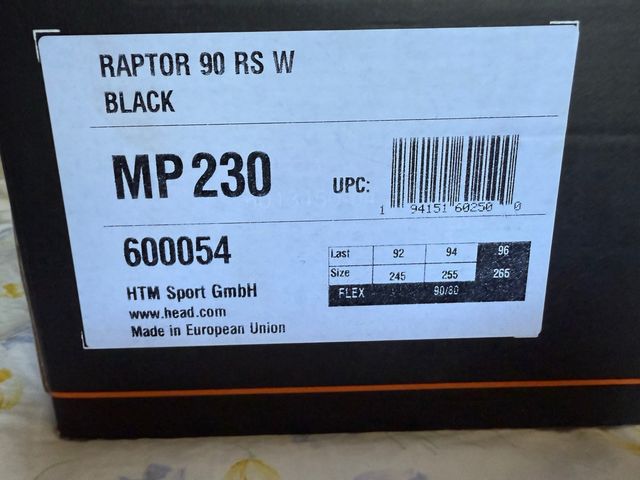 RAPTOR 90 RS W
BLACK
MP 230
UPC:
1 94151 60250 0
600054
HTM Sport GmbH
www.head.com
Made in European Union
Last 92 94 96
Size 245 255 265
FLEX 90/80